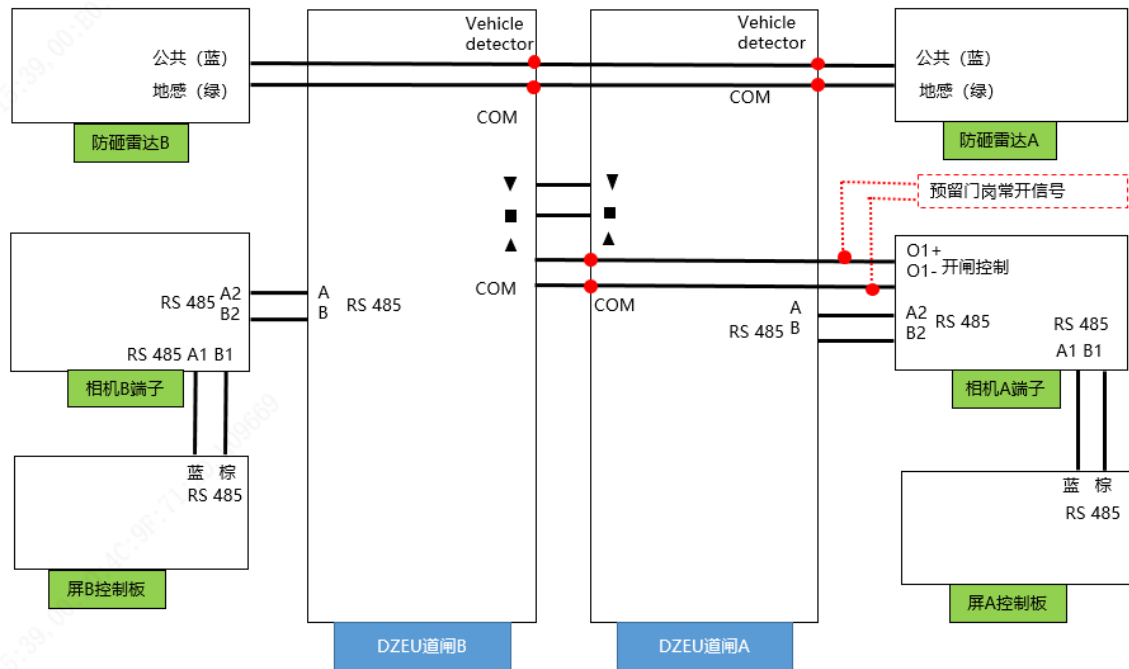 公共（蓝）
地感（绿）
防砸雷达B
Vehicle
detector
COM
Vehicle
detector
COM
公共（蓝）
地感（绿）
防砸雷达A
预留门岗常开信号
▼
■
▲
▼
■
▲
COM
COM
O1+
O1- 开闸控制
A2
B2
RS 485
RS 485
A1 B1
相机A端子
A
B
RS 485
RS 485
A2
B2
RS 485 A1 B1
相机B端子
A
B
RS 485
蓝 棕
RS 485
屏B控制板
蓝 棕
RS 485
屏A控制板
DZEU道闸B
DZEU道闸A